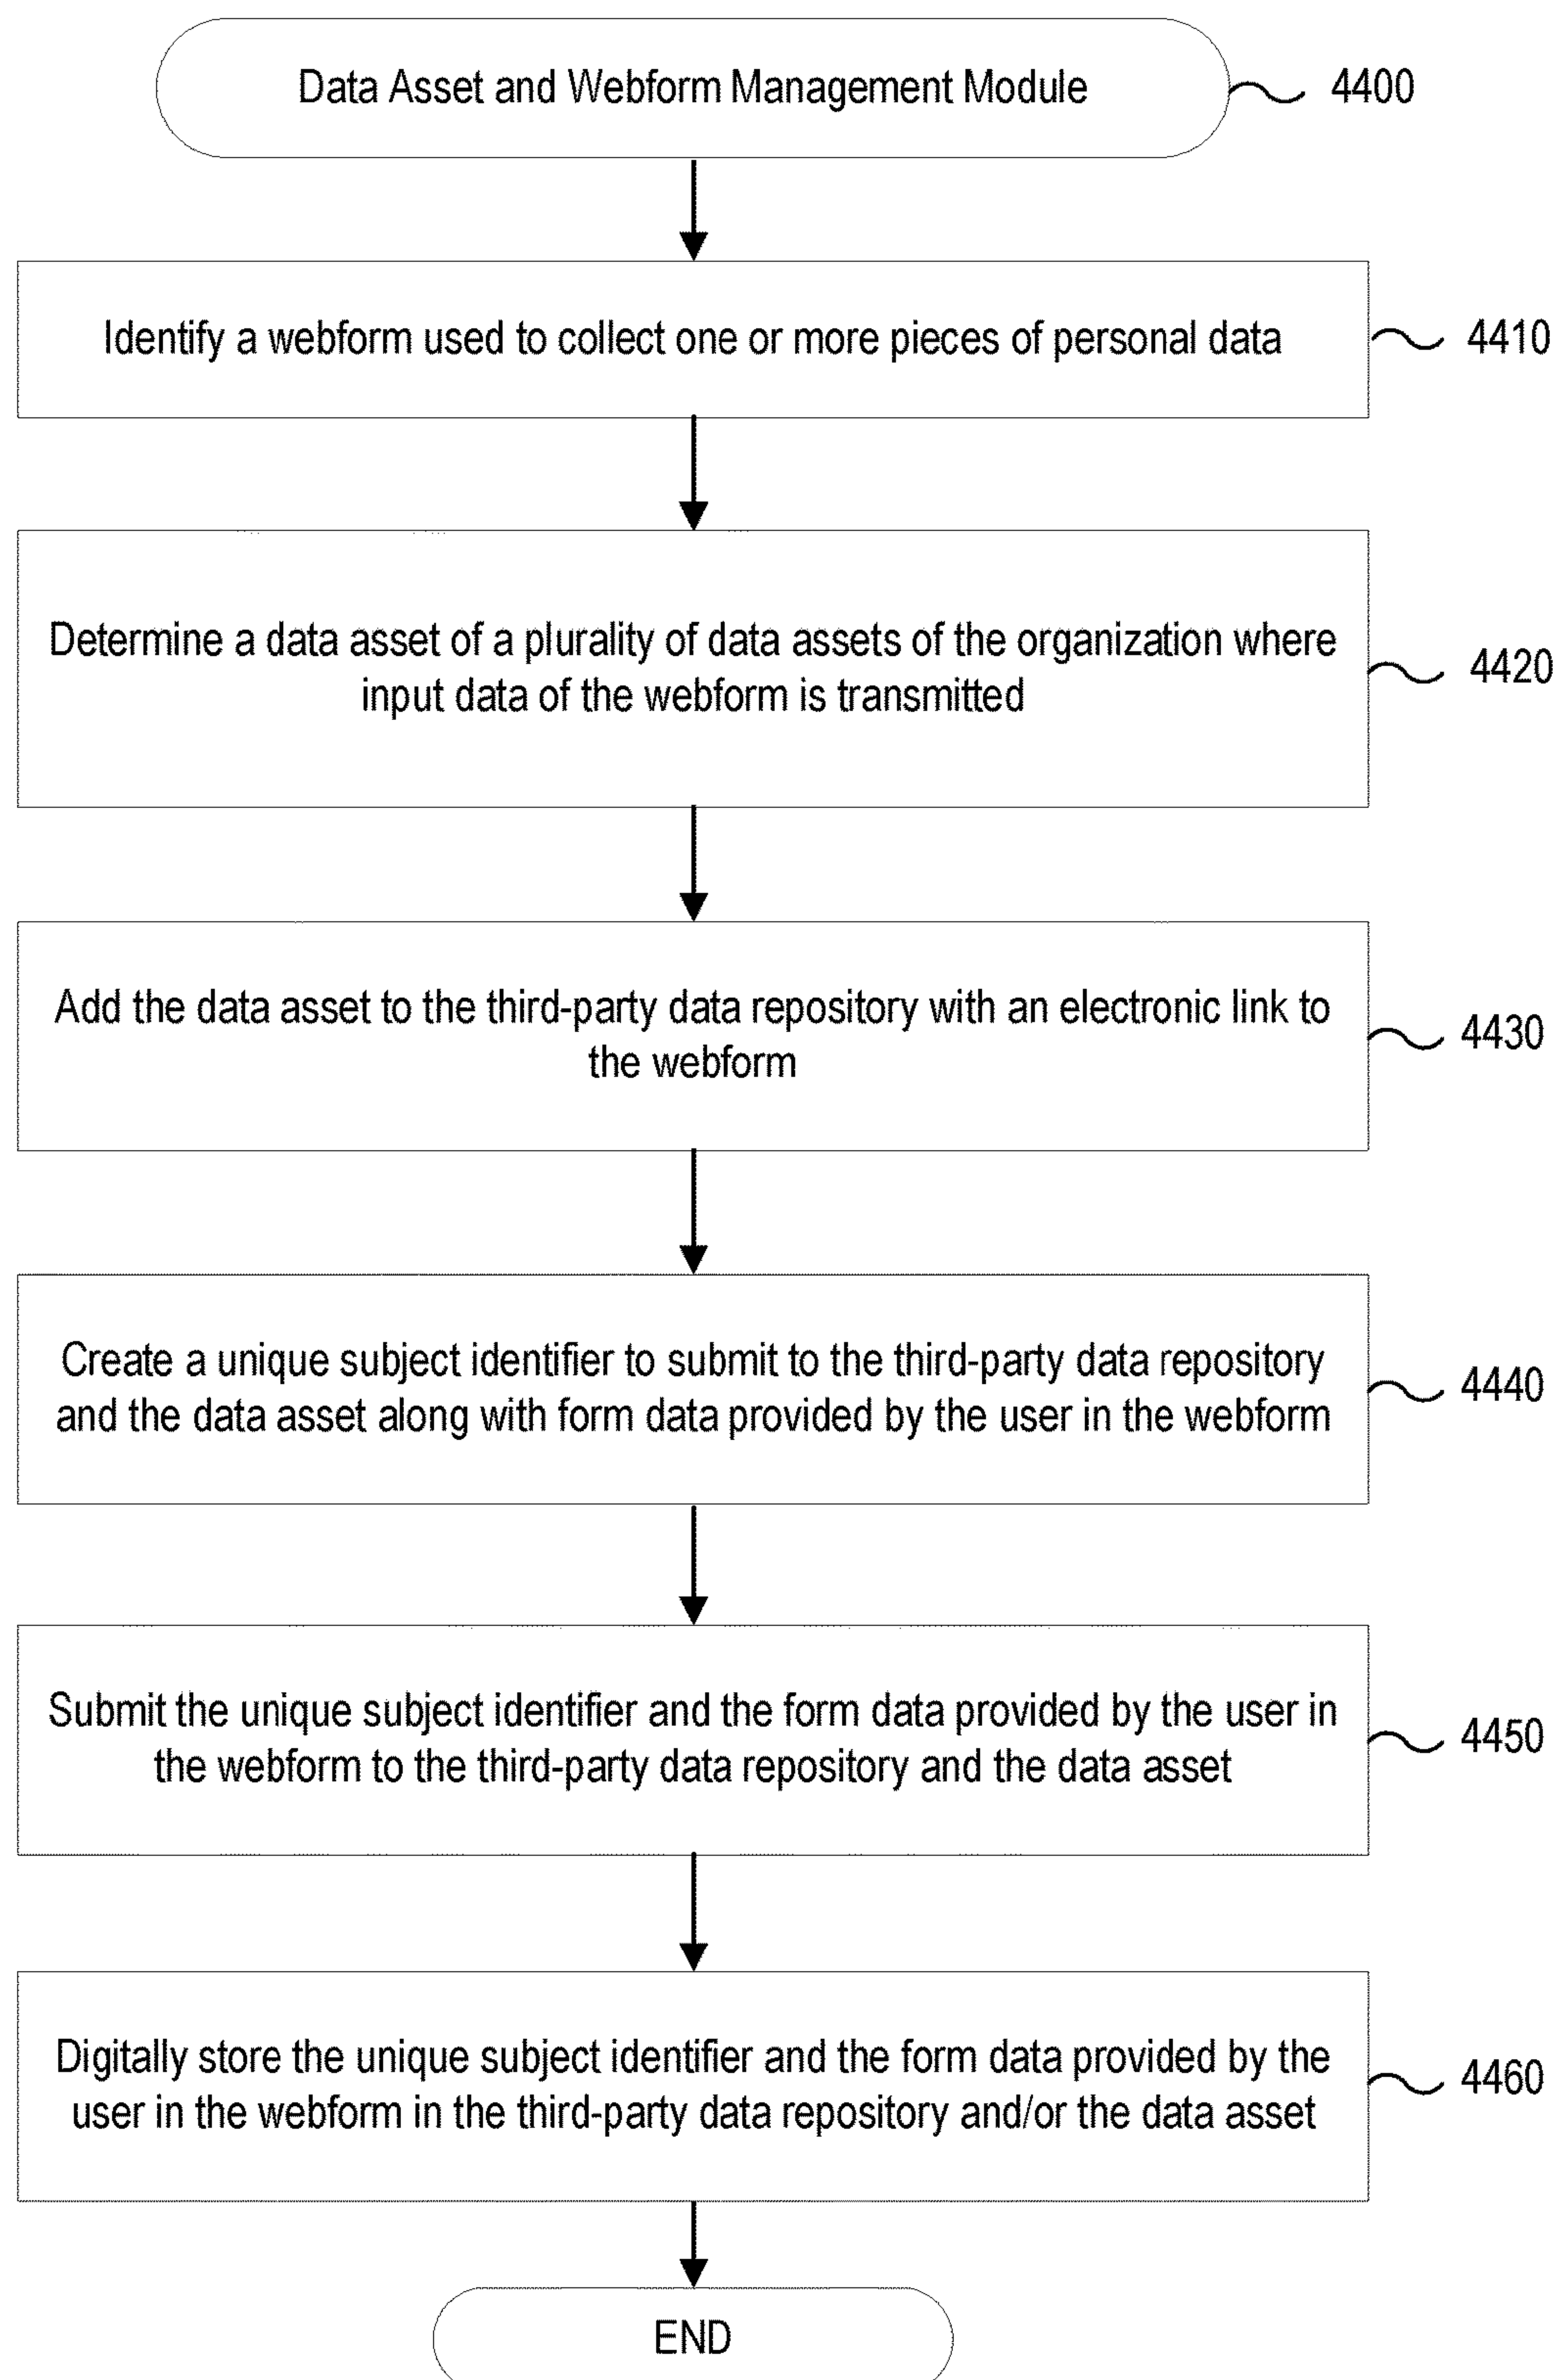 Data Asset and Webform Management Module
4400
Identify a webform used to collect one or more pieces of personal data
4410
Determine a data asset of a plurality of data assets of the organization where
input data of the webform is transmitted
4420
Add the data asset to the third-party data repository with an electronic link to
the webform
4430
Create a unique subject identifier to submit to the third-party data repository
and the data asset along with form data provided by the user in the webform
4440
Submit the unique subject identifier and the form data provided by the user in
the webform to the third-party data repository and the data asset
4450
Digitally store the unique subject identifier and the form data provided by the
user in the webform in the third-party data repository and/or the data asset
4460
END